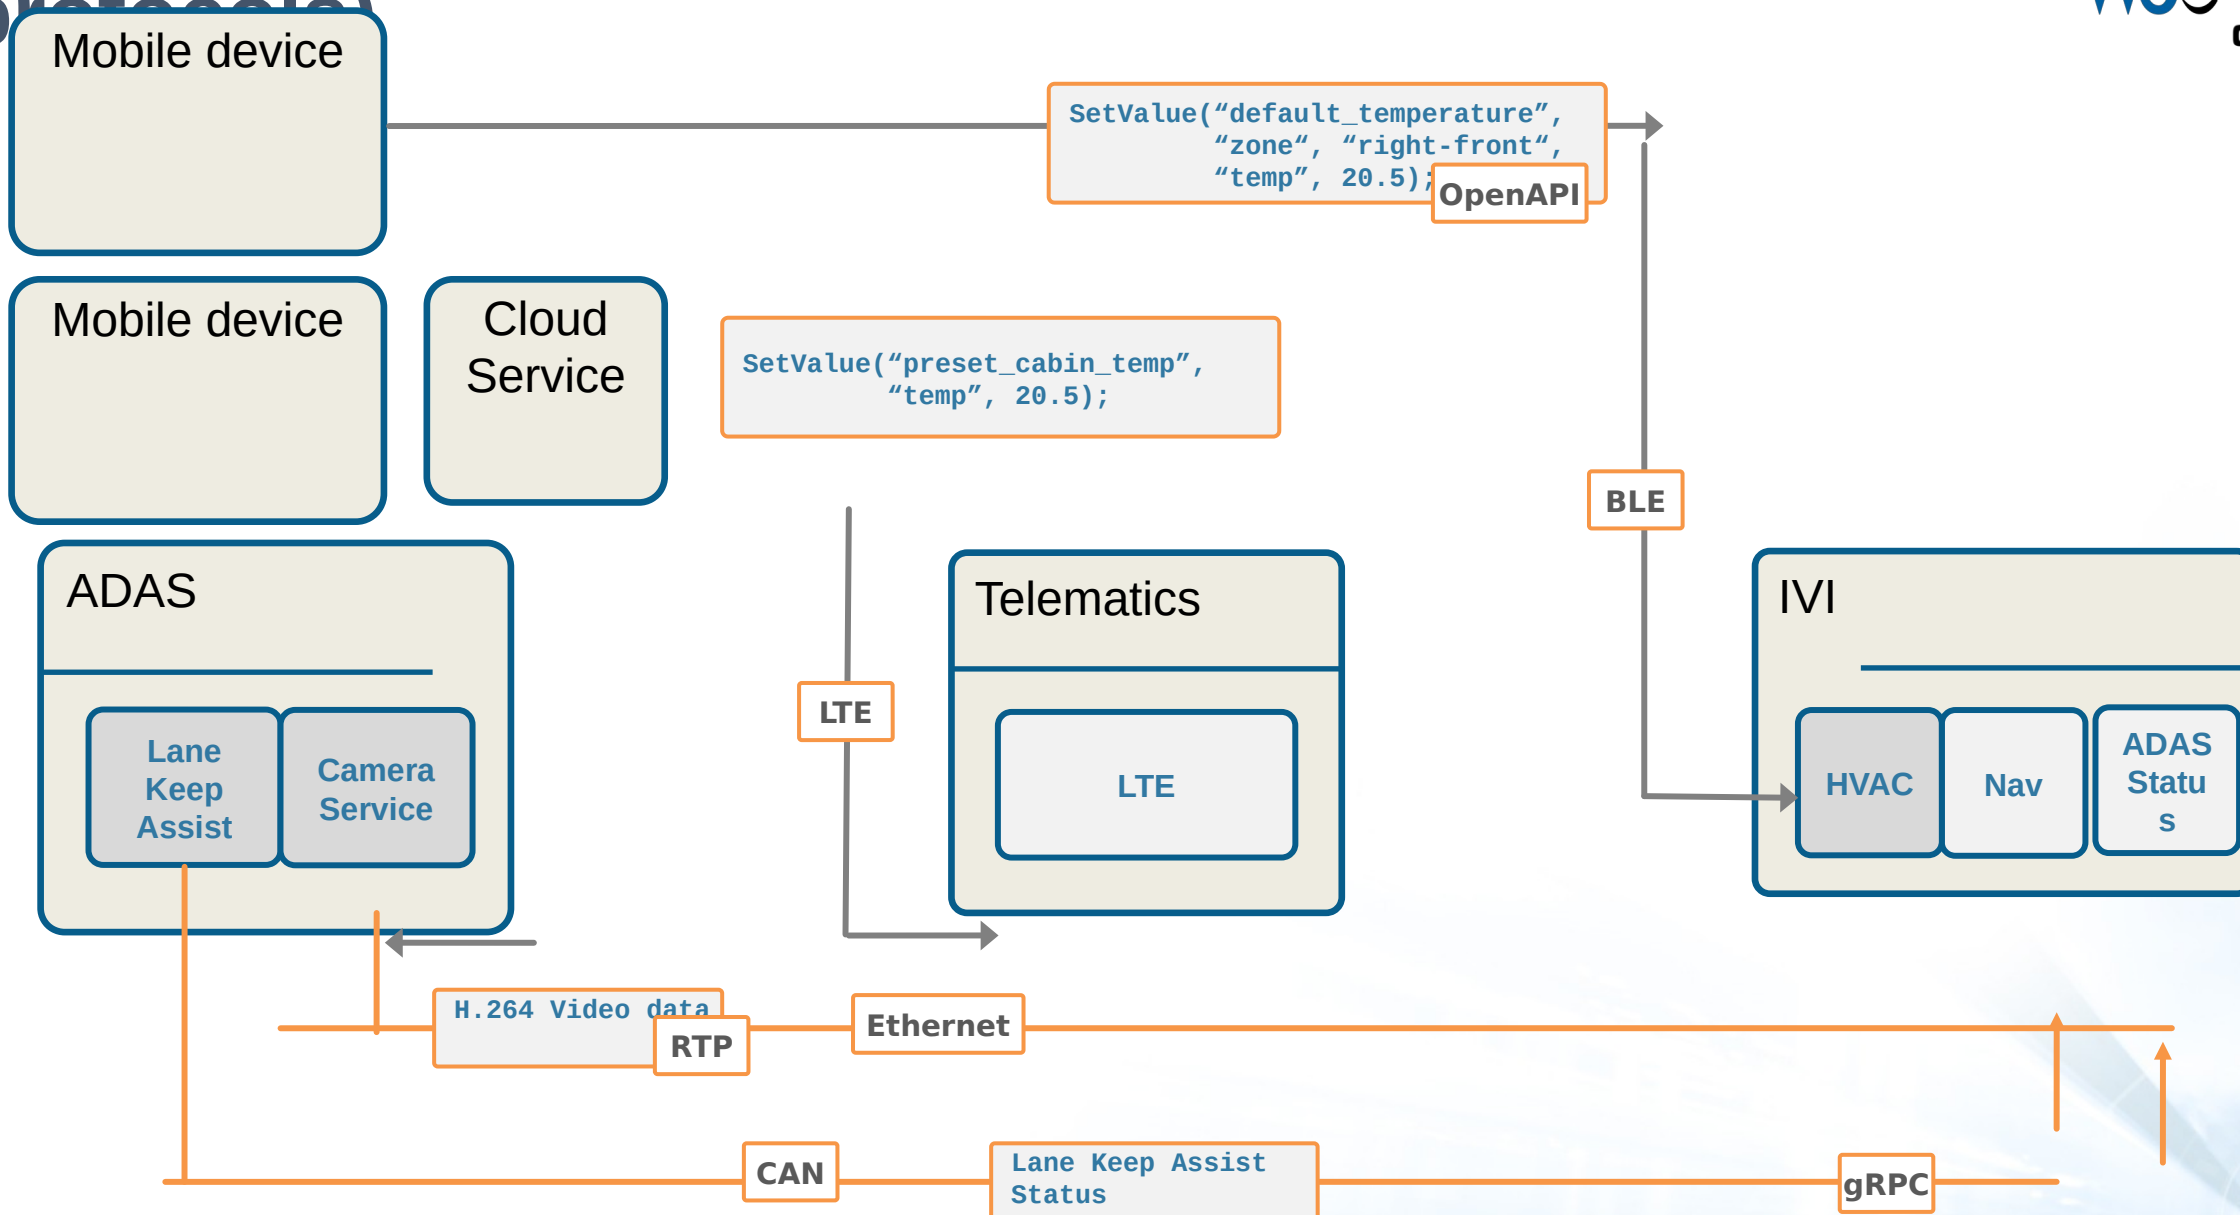 Mobile device
SetValue(“default_temperature”,
“zone“, “right-front“,
“temp”, 20.5);
OpenAPI
Mobile device
Cloud
Service
SetValue(“preset_cabin_temp”,
“temp”, 20.5);
BLE
ADAS
Telematics
IVI
LTE
Lane
Keep
Assist
Camera
Service
LTE
HVAC
Nav
ADAS
Statu
s
H.264 Video data
RTP
Ethernet
CAN
Lane Keep Assist
Status
gRPC